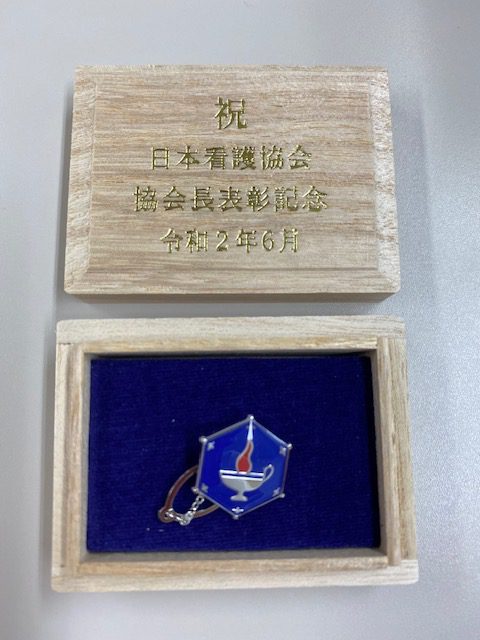 祝
日本看護協会
協会長表彰記念
令和2年6月